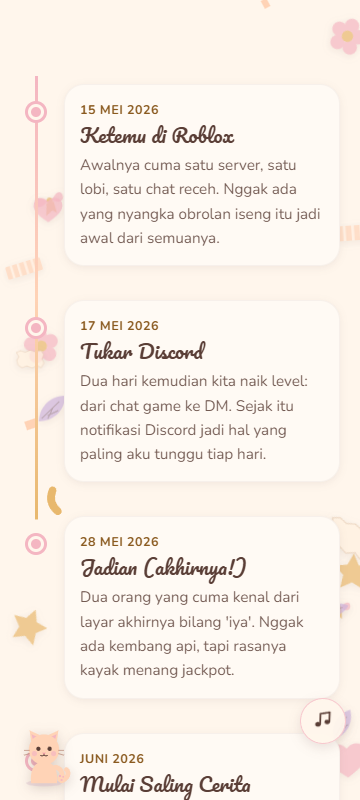 15 MEI 2026
Ketemu di Roblox
Awalnya cuma satu server, satu
lobi, satu chat receh. Nggak ada
yang nyangka obrolan iseng itu jadi
awal dari semuanya.
17 MEI 2026
Tukar Discord
Dua hari kemudian kita naik level:
dari chat game ke DM. Sejak itu
notifikasi Discord jadi hal yang
paling aku tunggu tiap hari.
28 MEI 2026
Jadian (akhirnya!)
Dua orang yang cuma kenal dari
layar akhirnya bilang 'iya'. Nggak
ada kembang api, tapi rasanya
kayak menang jackpot.
JUNI 2026
Mulai Saling Cerita